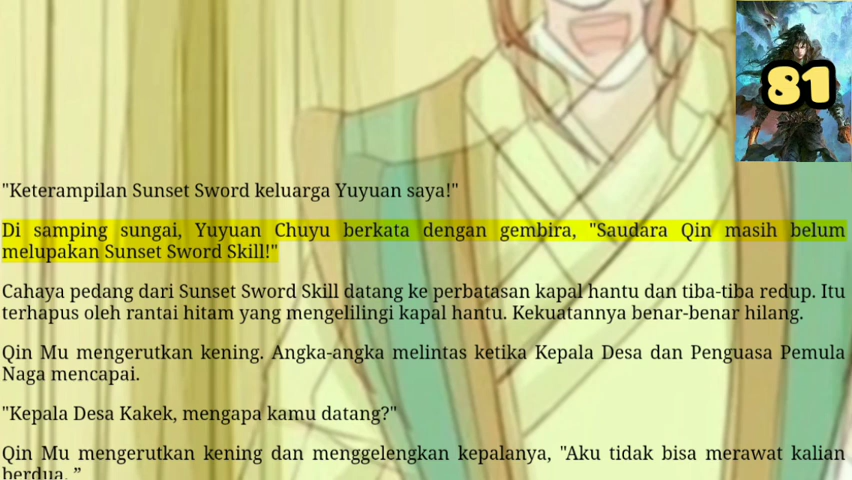 81
"Keterampilan Sunset Sword keluarga Yuyuan saya!"
Di samping sungai, Yuyuan Chuyu berkata dengan gembira, "Saudara Qin masih belum
melupakan Sunset Sword Skill!"
Cahaya pedang dari Sunset Sword Skill datang ke perbatasan kapal hantu dan tiba-tiba redup. Itu
terhapus oleh rantai hitam yang mengelilingi kapal hantu. Kekuatannya benar-benar hilang.
Qin Mu mengerutkan kening. Angka-angka melintas ketika Kepala Desa dan Penguasa Pemula
Naga mencapai.
"Kepala Desa Kakek, mengapa kamu datang?"
Qin Mu mengerutkan kening dan menggelengkan kepalanya, "Aku tidak bisa merawat kalian
berdua. ”